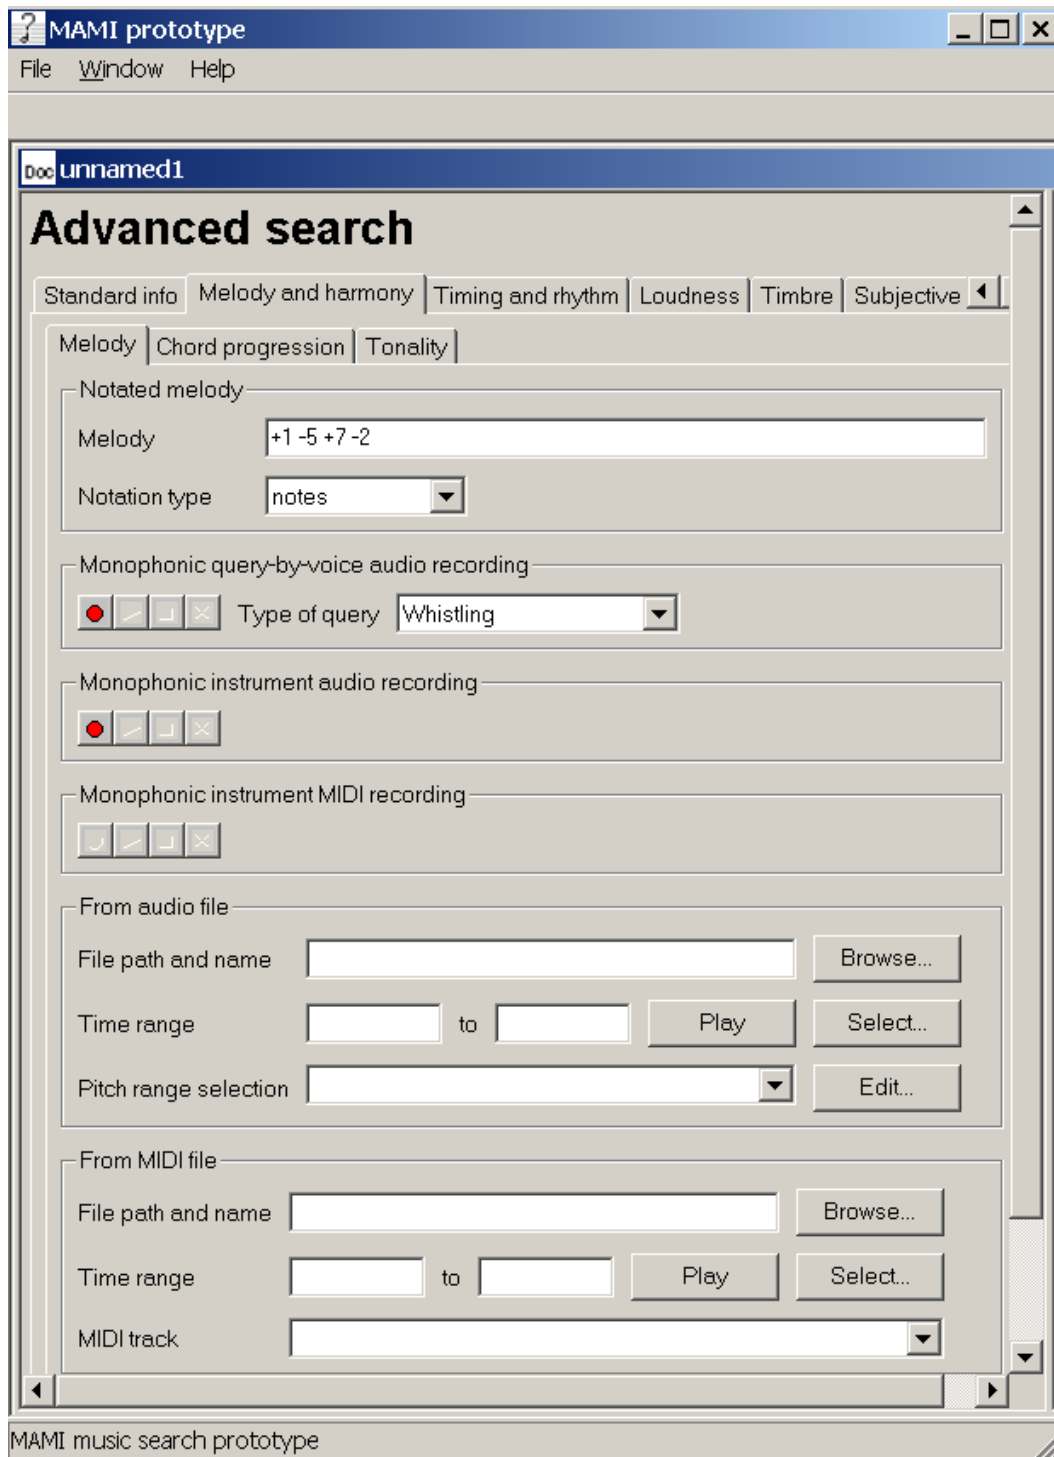 MAMI prototype
File Window Help
Doc unnamed1
Advanced search
Standard info Melody and harmony Timing and rhythm Loudness Timbre Subjective
Melody Chord progression Tonality
Notated melody
Melody +1 -5 +7 -2
Notation type notes
Monophonic query-by-voice audio recording
Type of query Whistling
Monophonic instrument audio recording
Monophonic instrument MIDI recording
From audio file
File path and name Browse...
Time range to Play Select...
Pitch range selection Edit...
From MIDI file
File path and name Browse...
Time range to Play Select...
MIDI track
MAMI music search prototype